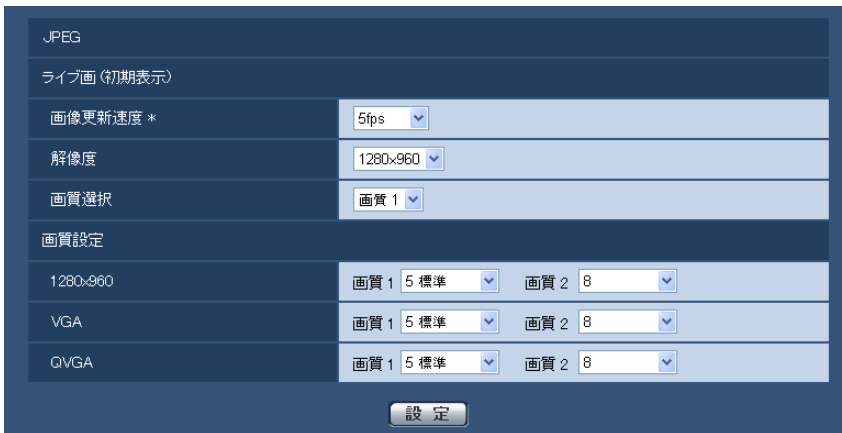 JPEG
ライブ画(初期表示)
画像更新速度* 5fps
解像度 1280x960
画質選択 画質1
画質設定
1280x960 画質1 5 標準 画質2 8
VGA 画質1 5 標準 画質2 8
QVGA 画質1 5 標準 画質2 8
設定